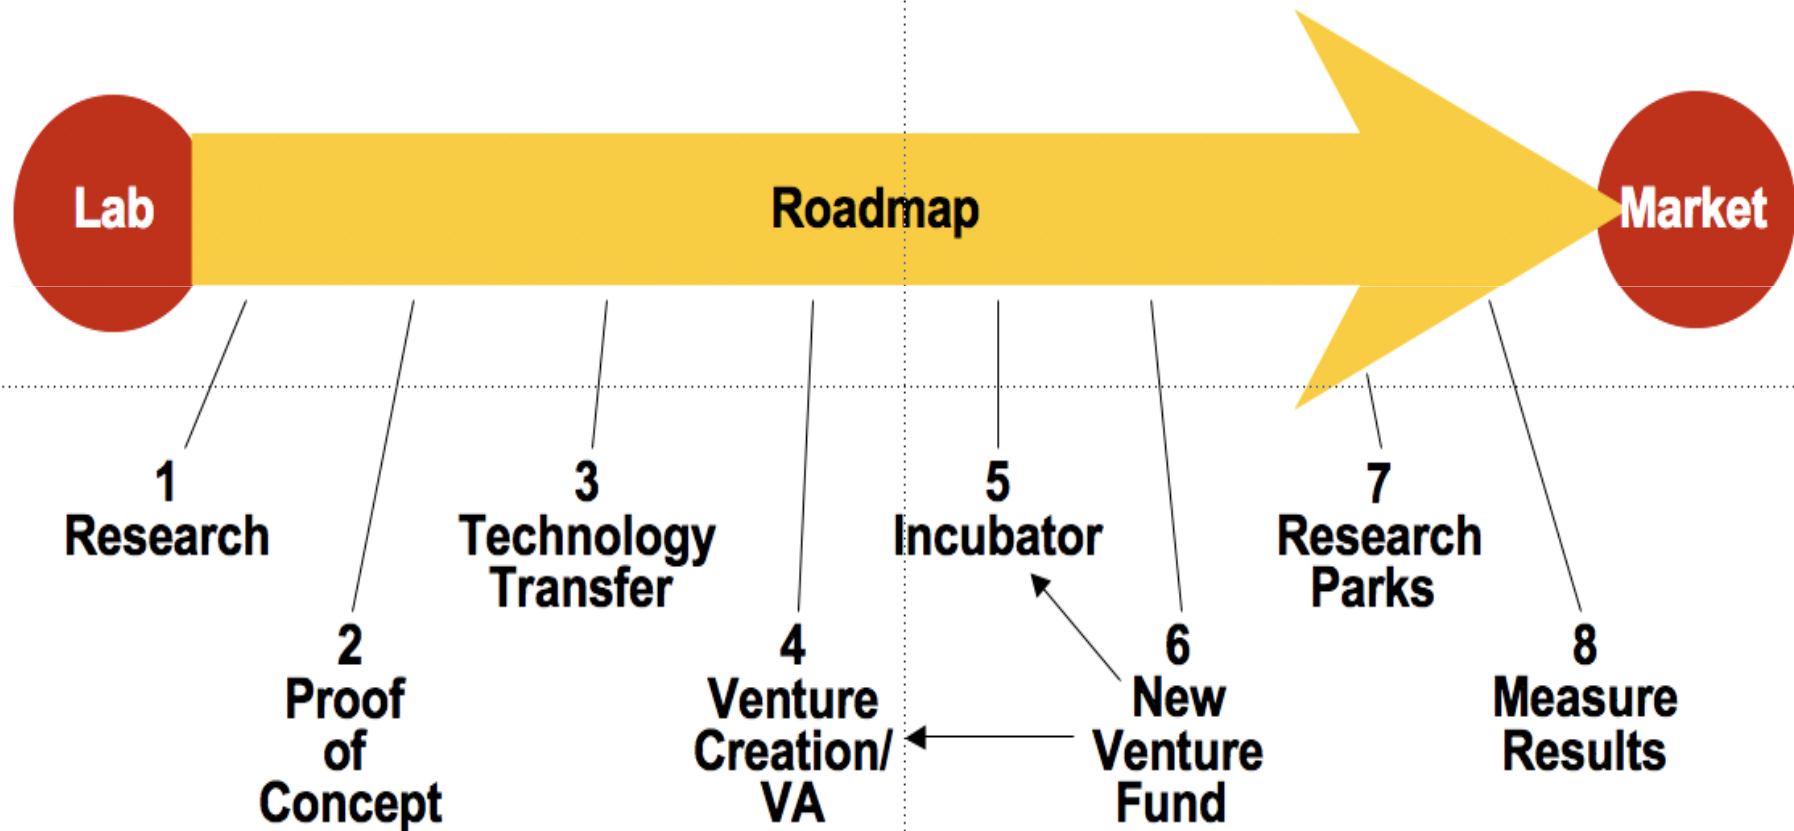 Lab
Roadmap
Market
1
Research
2
Proof
of
Concept
3
Technology
Transfer
4
Venture
Creation/
VA
5
Incubator
6
New
Venture
Fund
7
Research
Parks
8
Measure
Results